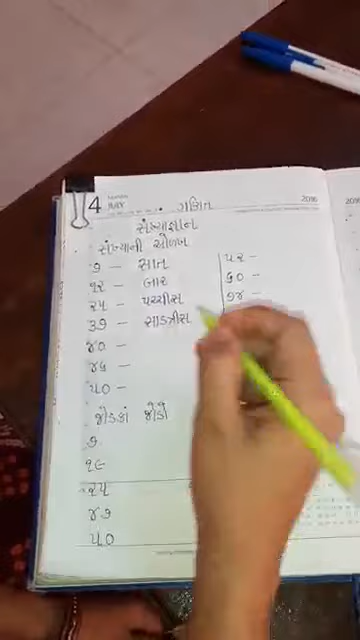 4
JULY
2016
ગણિત
સંખ્યાજ્ઞાન
સંખ્યાની ઓળખ
૭ – સાત
૧૨ – બાર
૨૫ – પચ્ચીસ
૩૭ – સાડત્રીસ
૪૦ –
૪૬ –
૫૦ –
૫૨ –
૬૦ –
૭૪ –
જોડકાં જોડો
૭
૧૯
૨૫
૪૭
૫૦